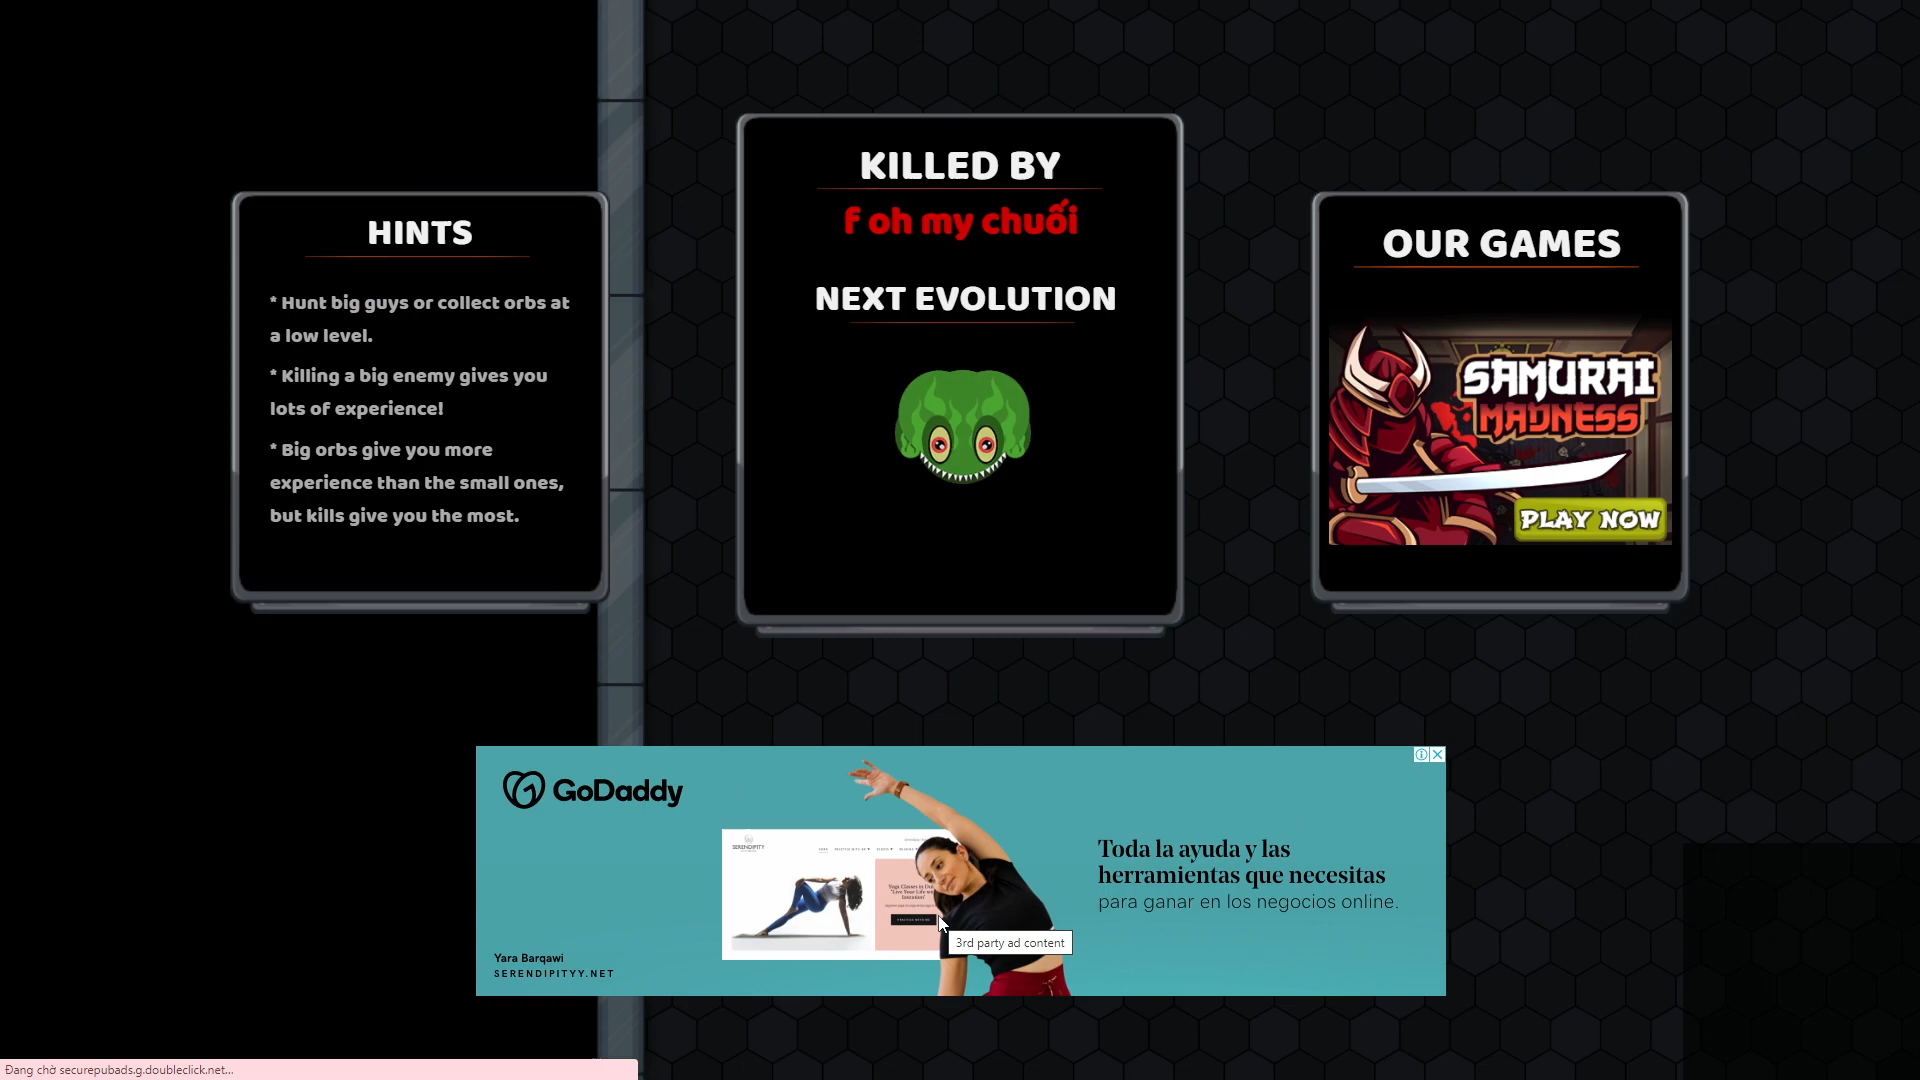 HINTS
* Hunt big guys or collect orbs at
a low level.
* Killing a big enemy gives you
lots of experience!
* Big orbs give you more
experience than the small ones,
but kills give you the most.
KILLED BY
f oh my chuối
NEXT EVOLUTION
OUR GAMES
SAMURAI
MADNESS
PLAY NOW
GoDaddy
SERENDIPITY
Toda la ayuda y las
herramientas que necesitas
para ganar en los negocios online.
3rd party ad content
Yara Barqawi
SERENDIPITYY.NET
Đang chờ securepubads.g.doubleclick.net...